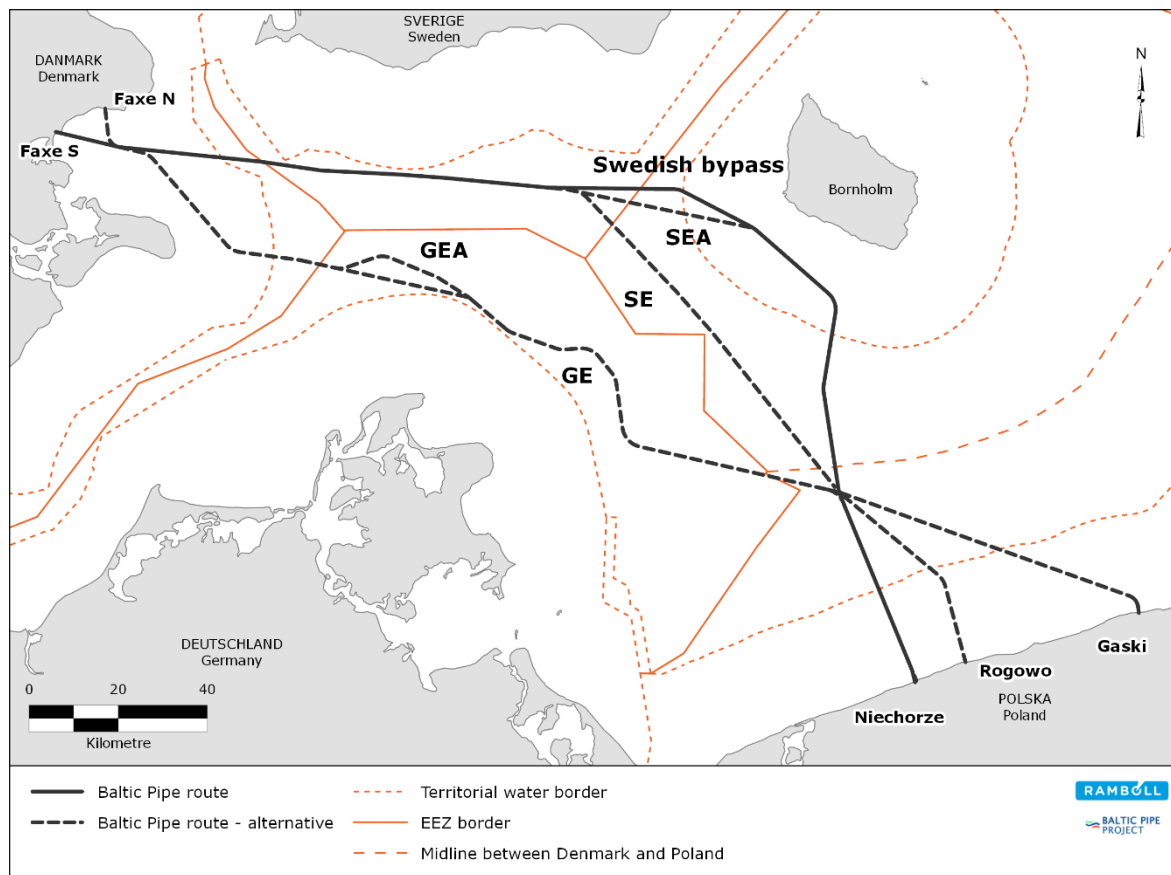 SVERIGE
Sweden
DANMARK
Denmark
N
Faxe N
Faxe S
Swedish bypass
Bornholm
SEA
GEA
SE
GE
DEUTSCHLAND
Germany
Gaski
Rogowo
POLSKA
Poland
Niechorze
0 20 40
Kilometre
Baltic Pipe route
Baltic Pipe route - alternative
Territorial water border
EEZ border
Midline between Denmark and Poland
RAMBOLL
BALTIC PIPE
PROJECT